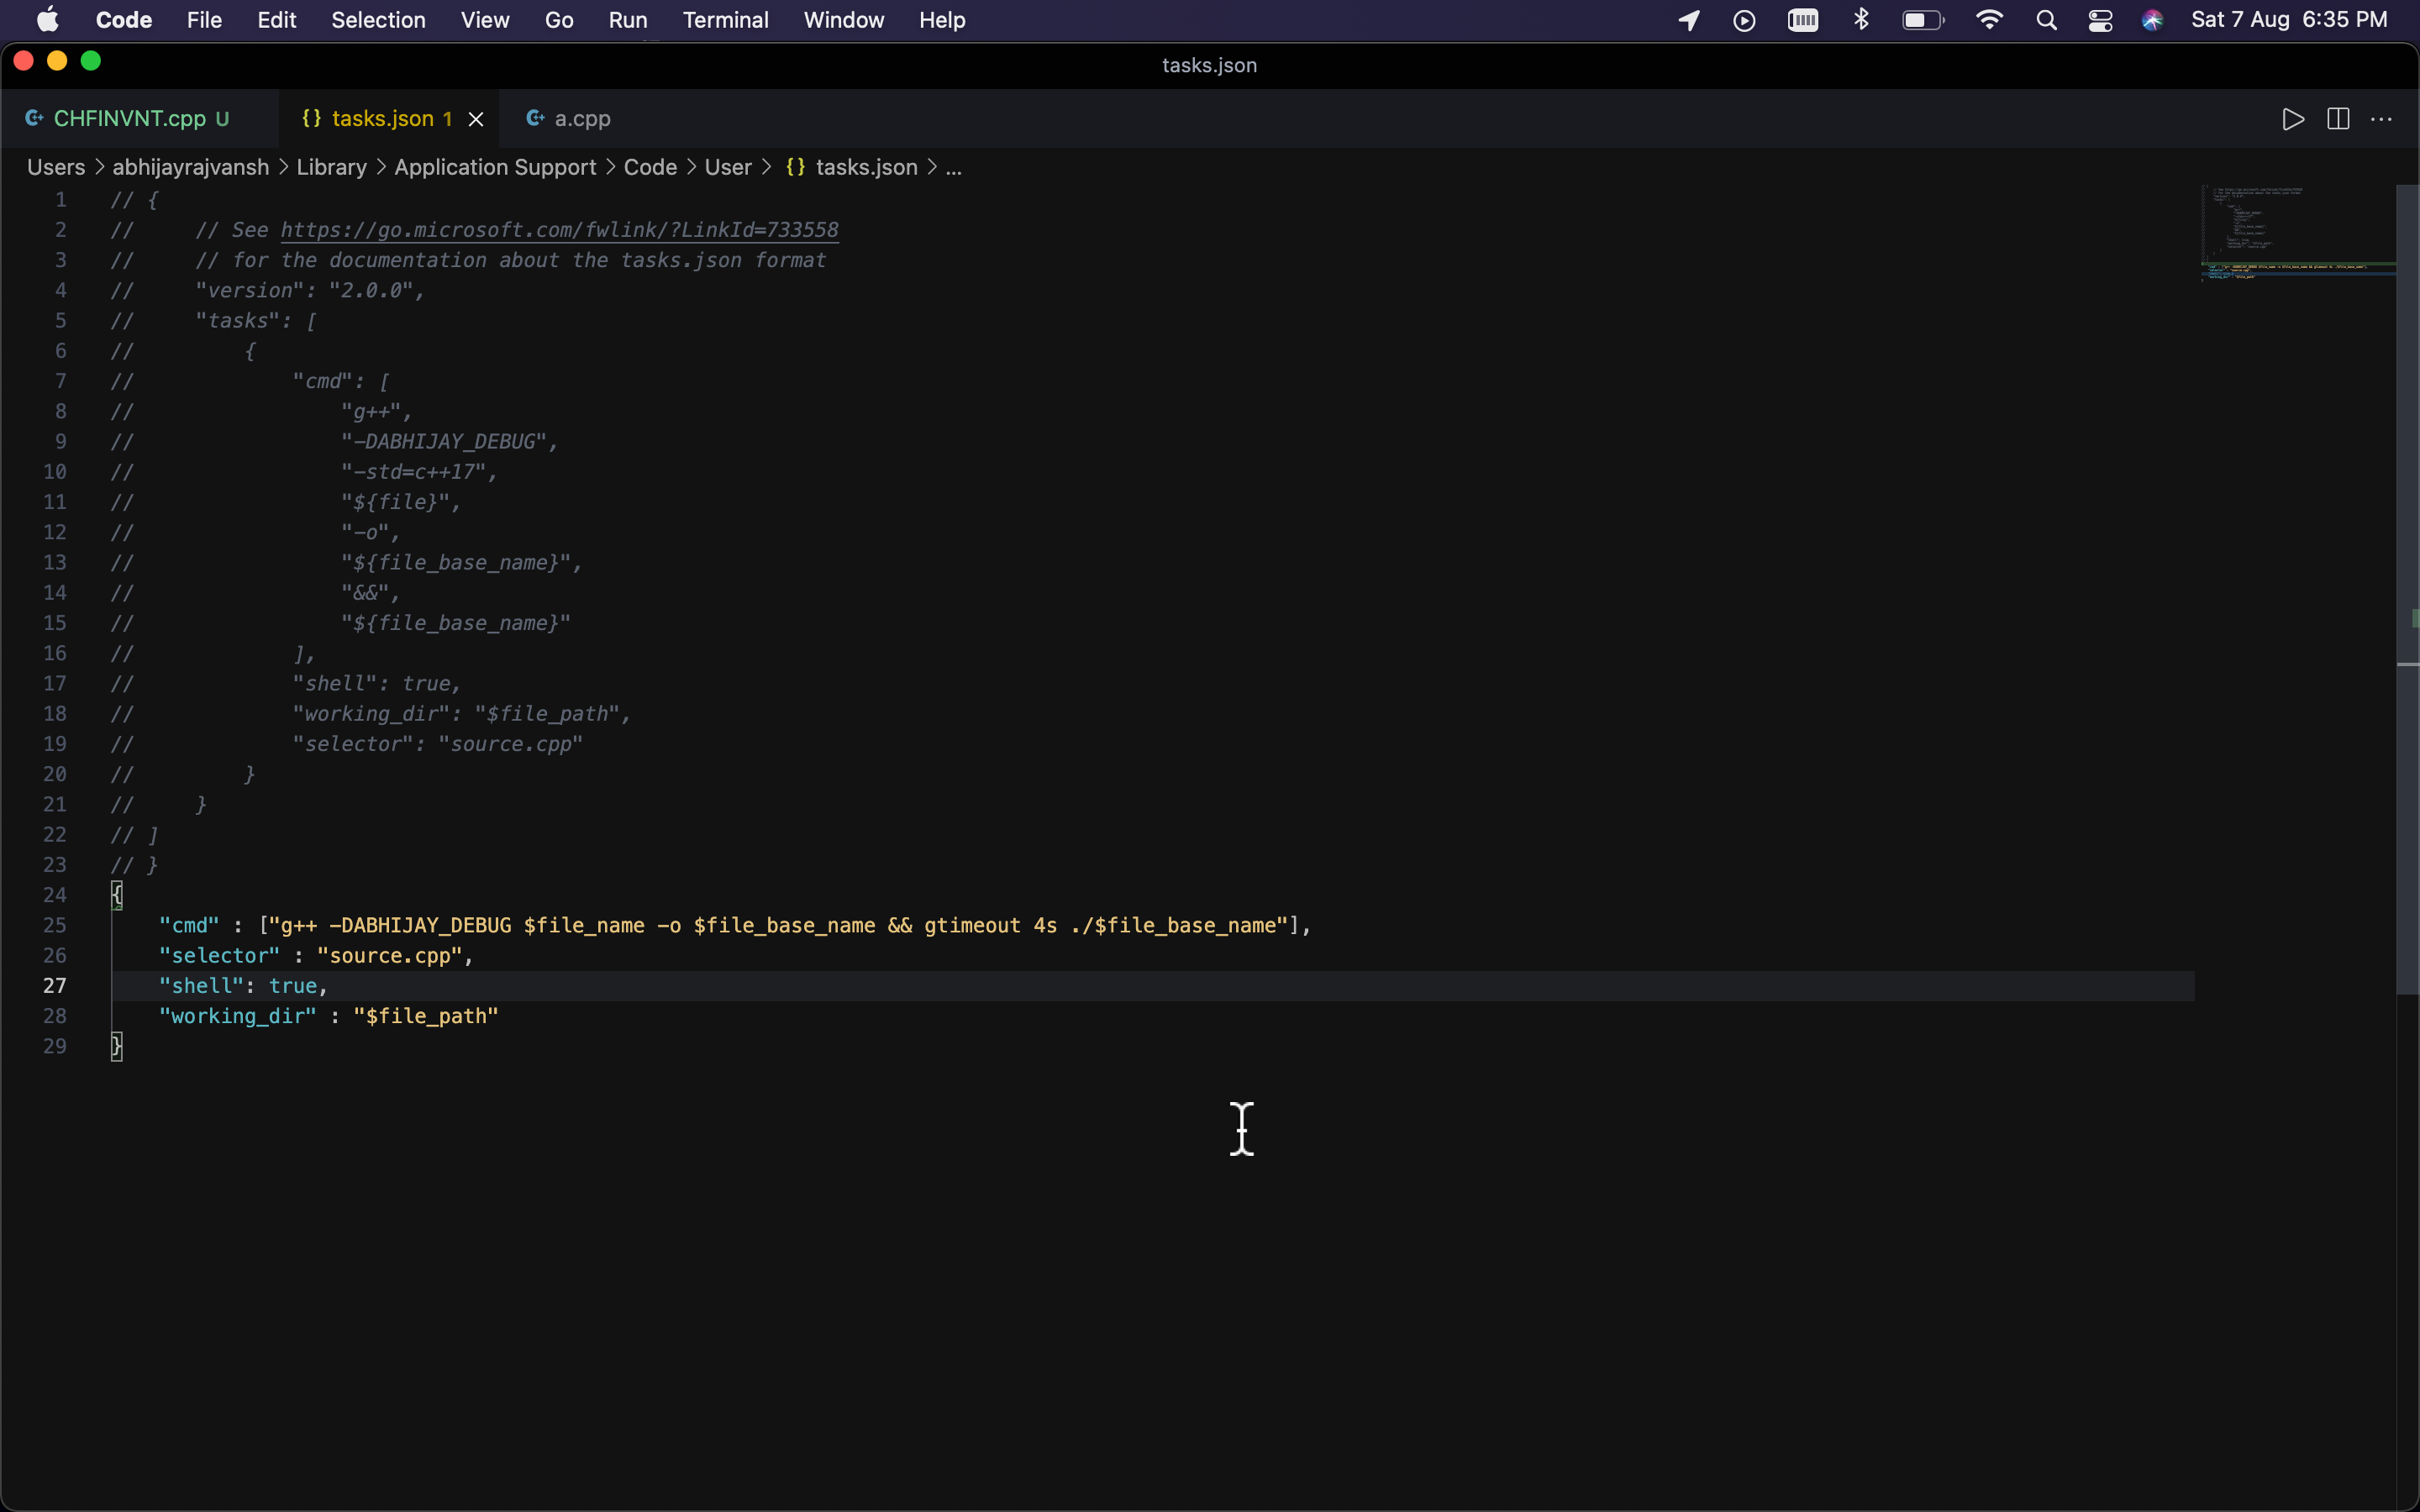 Code File Edit Selection View Go Run Terminal Window Help Sat 7 Aug 6:35 PM
tasks.json
CHFINVNT.cpp U {} tasks.json 1 a.cpp
Users > abhijayrajvansh > Library > Application Support > Code > User > {} tasks.json > ...
1 // {
2 //     // See https://go.microsoft.com/fwlink/?LinkId=733558
3 //     // for the documentation about the tasks.json format
4 //     "version": "2.0.0",
5 //     "tasks": [
6 //         {
7 //             "cmd": [
8 //                 "g++",
9 //                 "-DABHIJAY_DEBUG",
10 //                 "-std=c++17",
11 //                 "${file}",
12 //                 "-o",
13 //                 "${file_base_name}",
14 //                 "&&",
15 //                 "${file_base_name}"
16 //             ],
17 //             "shell": true,
18 //             "working_dir": "$file_path",
19 //             "selector": "source.cpp"
20 //         }
21 //     }
22 // ]
23 // }
24 {
25     "cmd" : ["g++ -DABHIJAY_DEBUG $file_name -o $file_base_name && gtimeout 4s ./$file_base_name"],
26     "selector" : "source.cpp",
27     "shell": true,
28     "working_dir" : "$file_path"
29 }